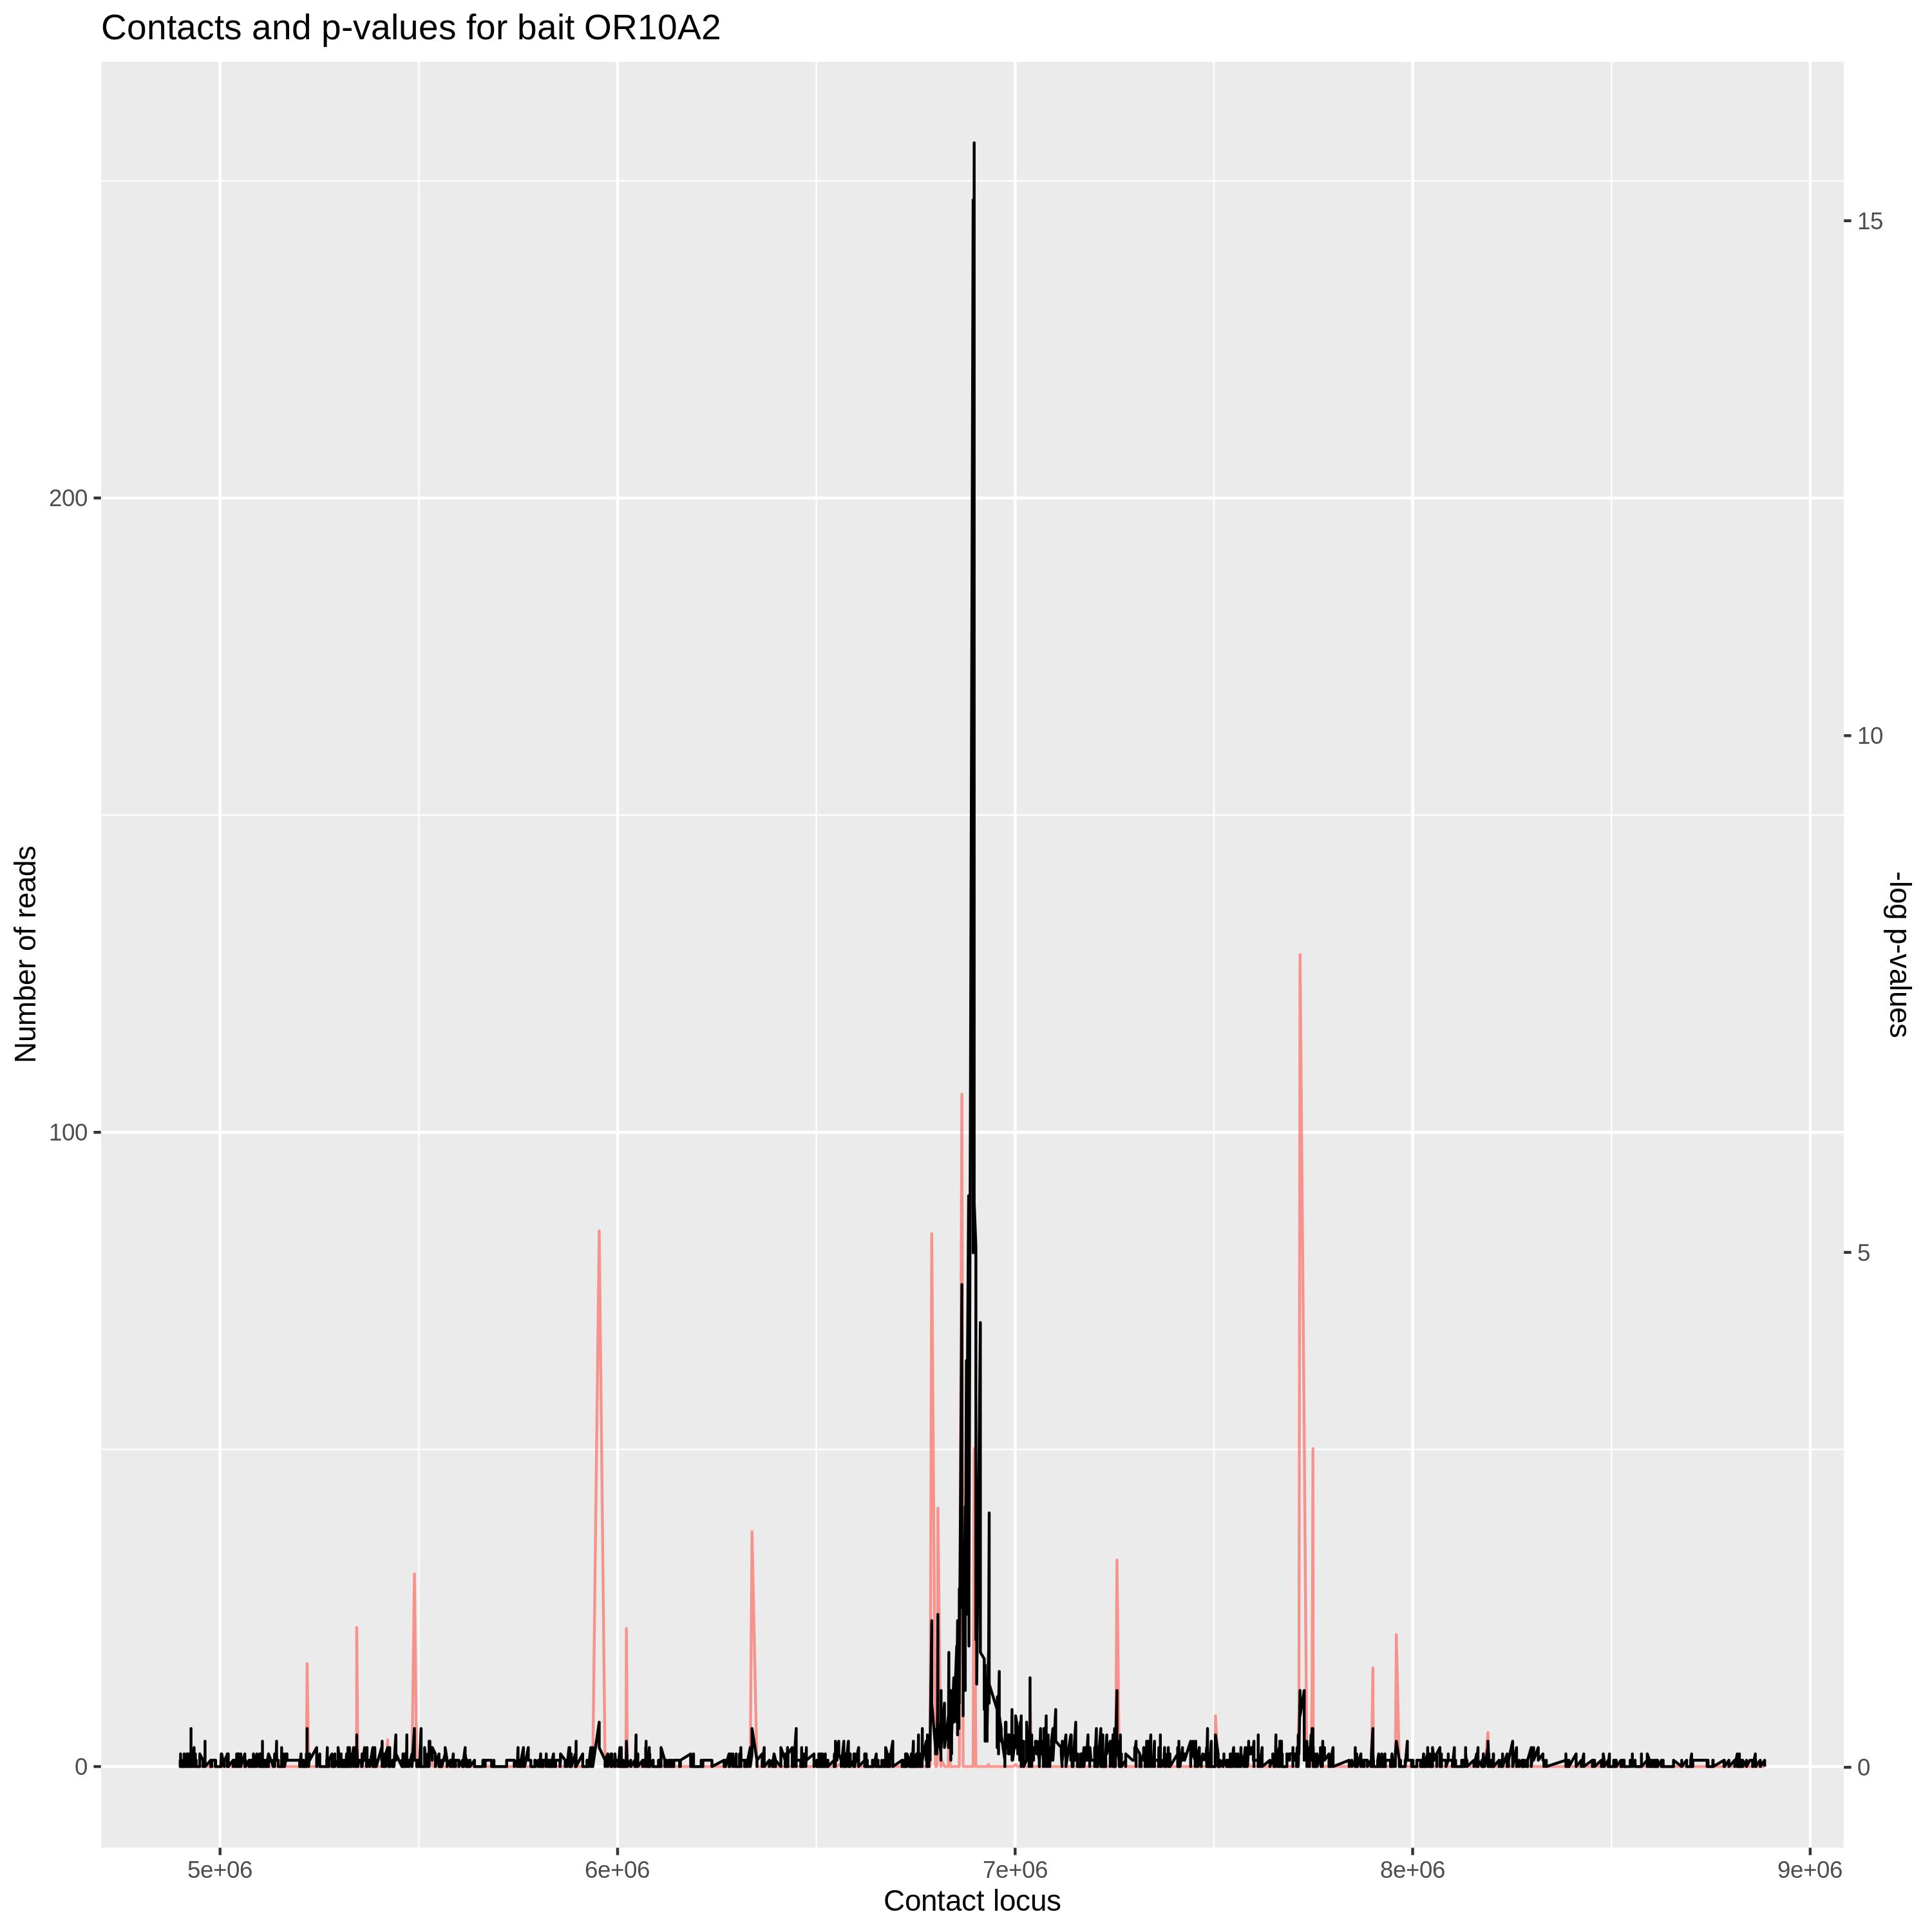 Contacts and p-values for bait OR10A2
Number of reads
200
100
0
15
10
5
0
-log p-values
5e+06
6e+06
7e+06
8e+06
9e+06
Contact locus